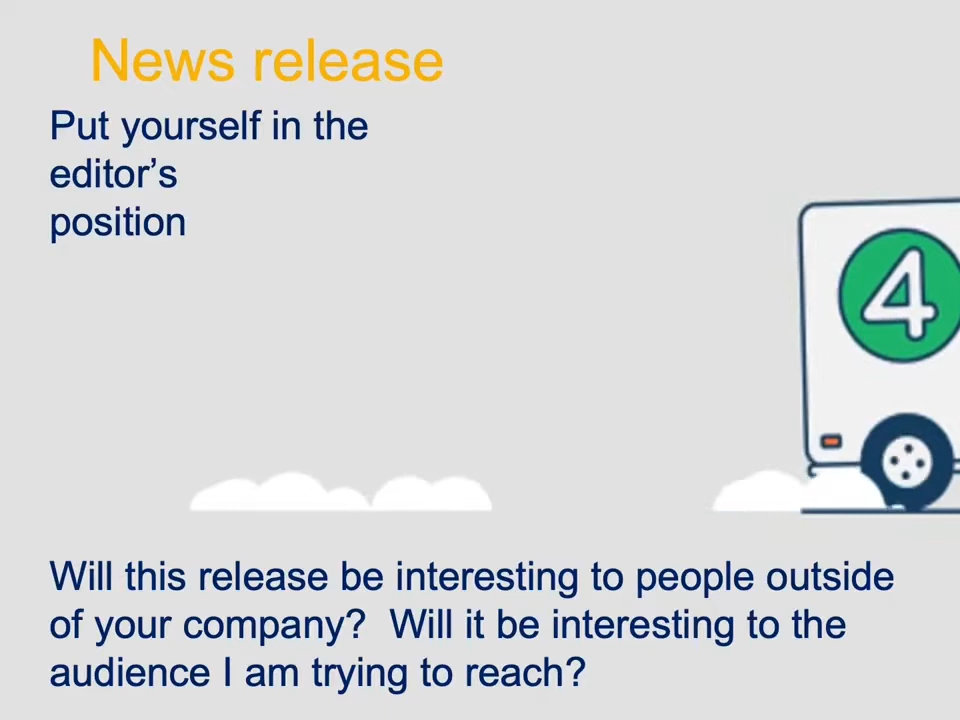 News release
Put yourself in the
editor’s
position
4
Will this release be interesting to people outside
of your company?  Will it be interesting to the
audience I am trying to reach?